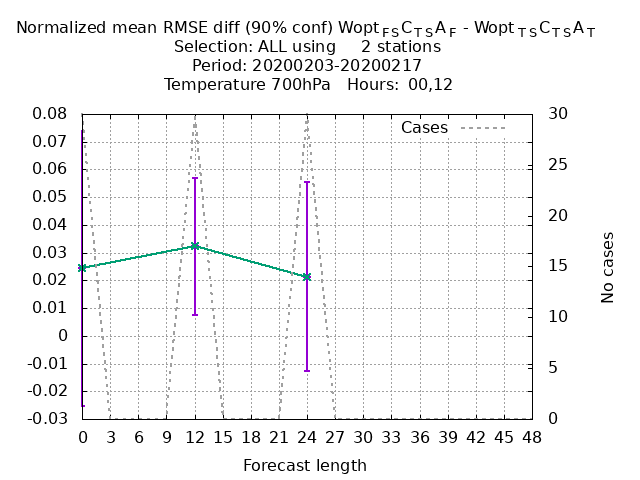 Normalized mean RMSE diff (90% conf) Wopt FS C TS A F - Wopt TS C TS A T
Selection: ALL using 2 stations
Period: 20200203-20200217
Temperature 700hPa Hours: 00,12
Cases
0.08
0.07
0.06
0.05
0.04
0.03
0.02
0.01
0
-0.01
-0.02
-0.03
30
25
20
15
10
5
0
No cases
0 3 6 9 12 15 18 21 24 27 30 33 36 39 42 45 48
Forecast length